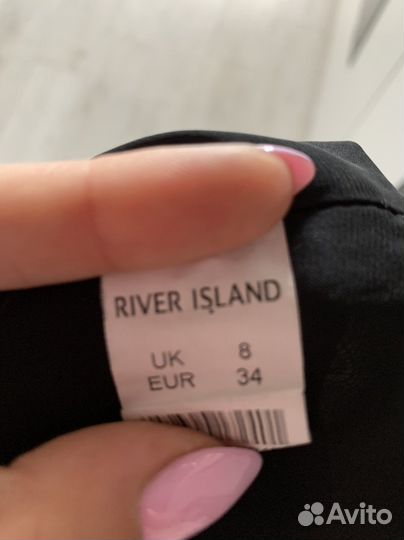 RIVER ISLAND
UK 8
EUR 34
Avito